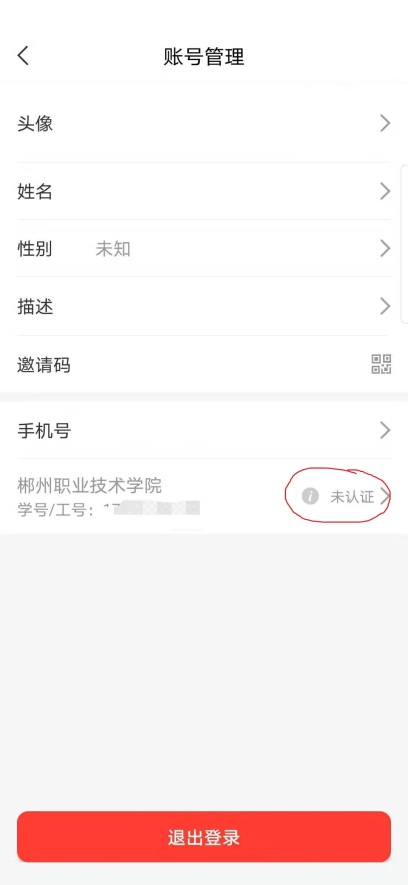 账号管理
头像
姓名
性别 未知
描述
邀请码
手机号
郴州职业技术学院
学号/工号：
i 未认证
退出登录